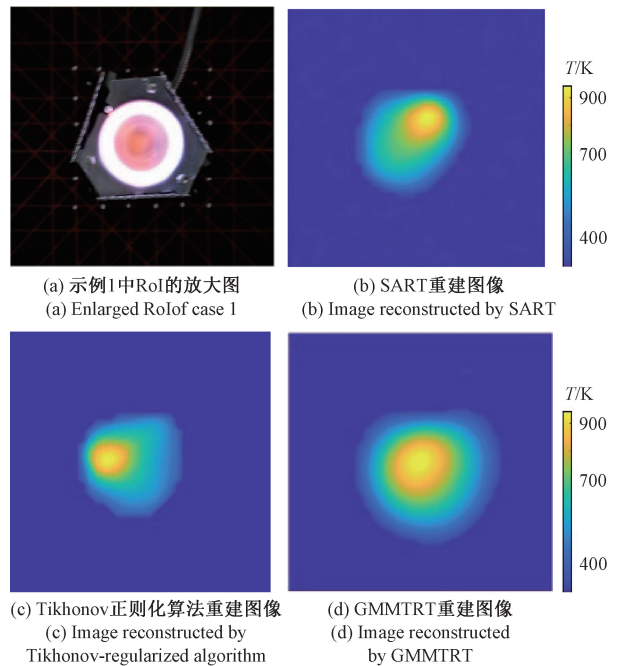 T/K
900
700
400
(a) 示例1中RoI的放大图
(a) Enlarged RoIof case 1
(b) SART重建图像
(b) Image reconstructed by SART
T/K
900
700
400
(c) Tikhonov正则化算法重建图像
(c) Image reconstructed by
Tikhonov-regularized algorithm
(d) GMMTRT重建图像
(d) Image reconstructed
by GMMTRT